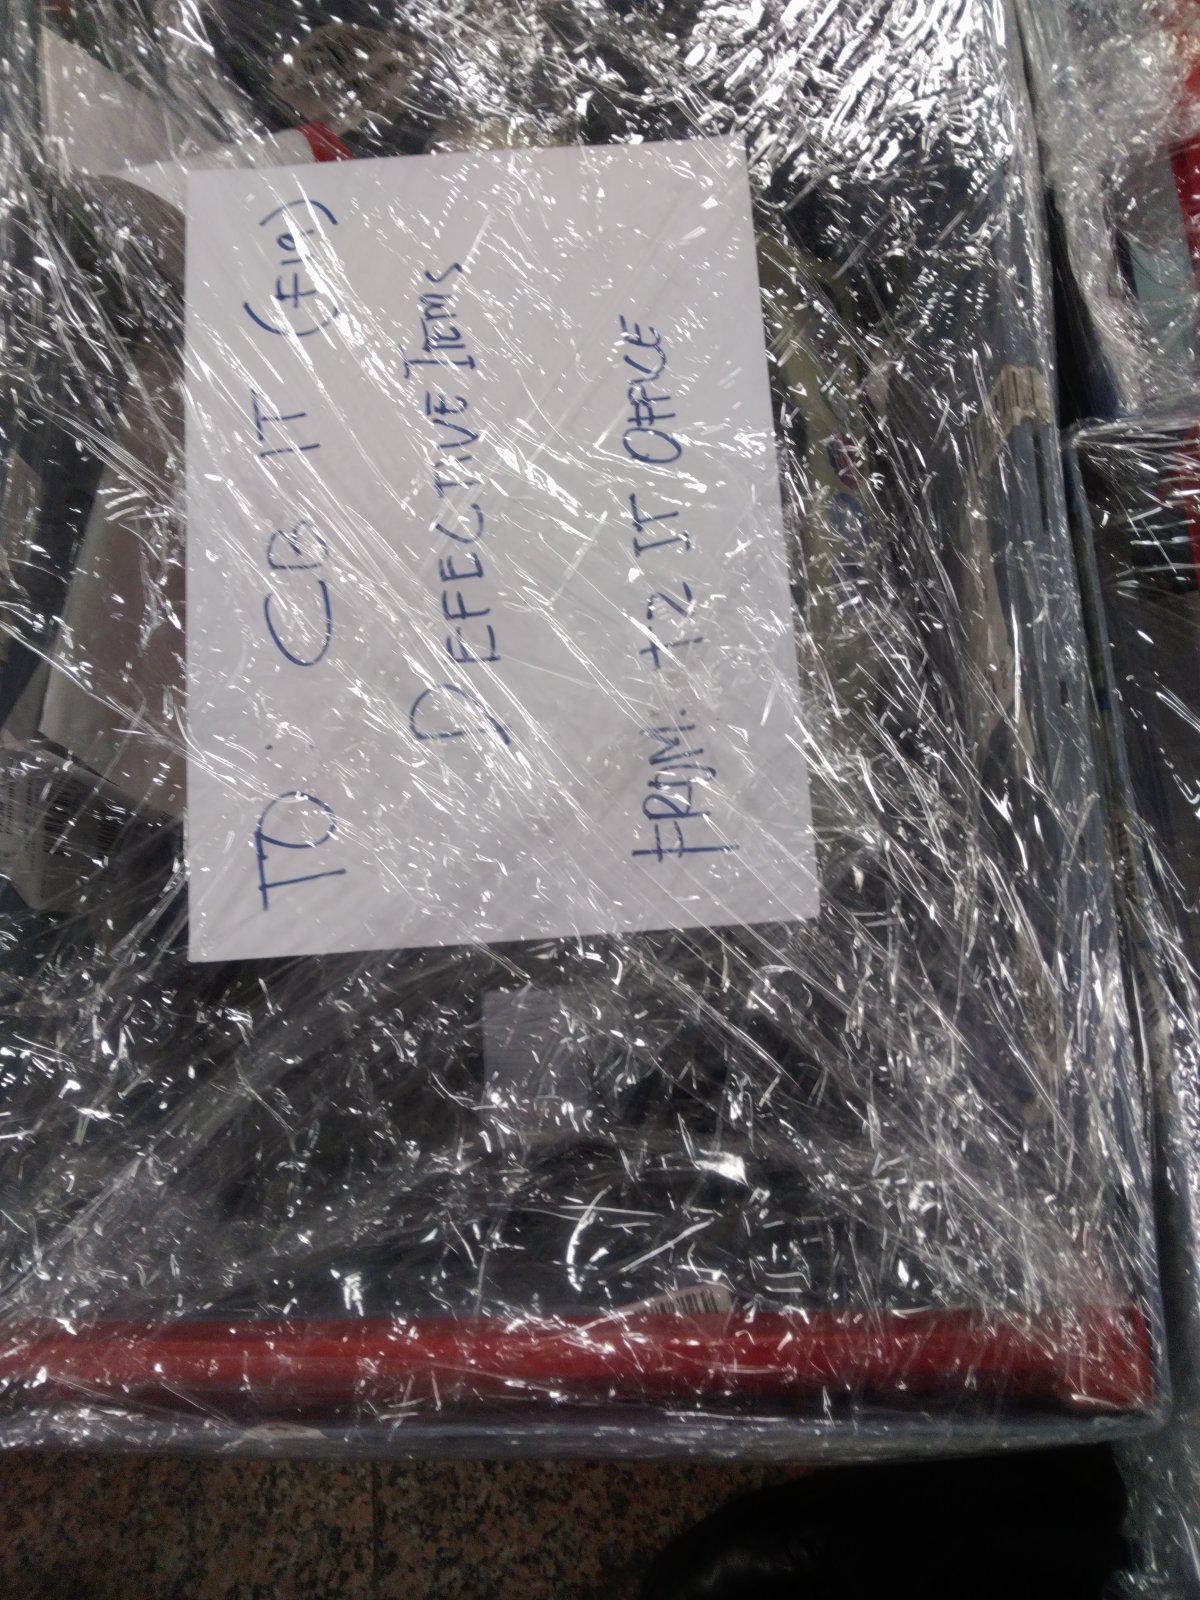 TO: CB IT (F19)
DEFECTIVE ITEMS
FROM: T2 IT OFFICE